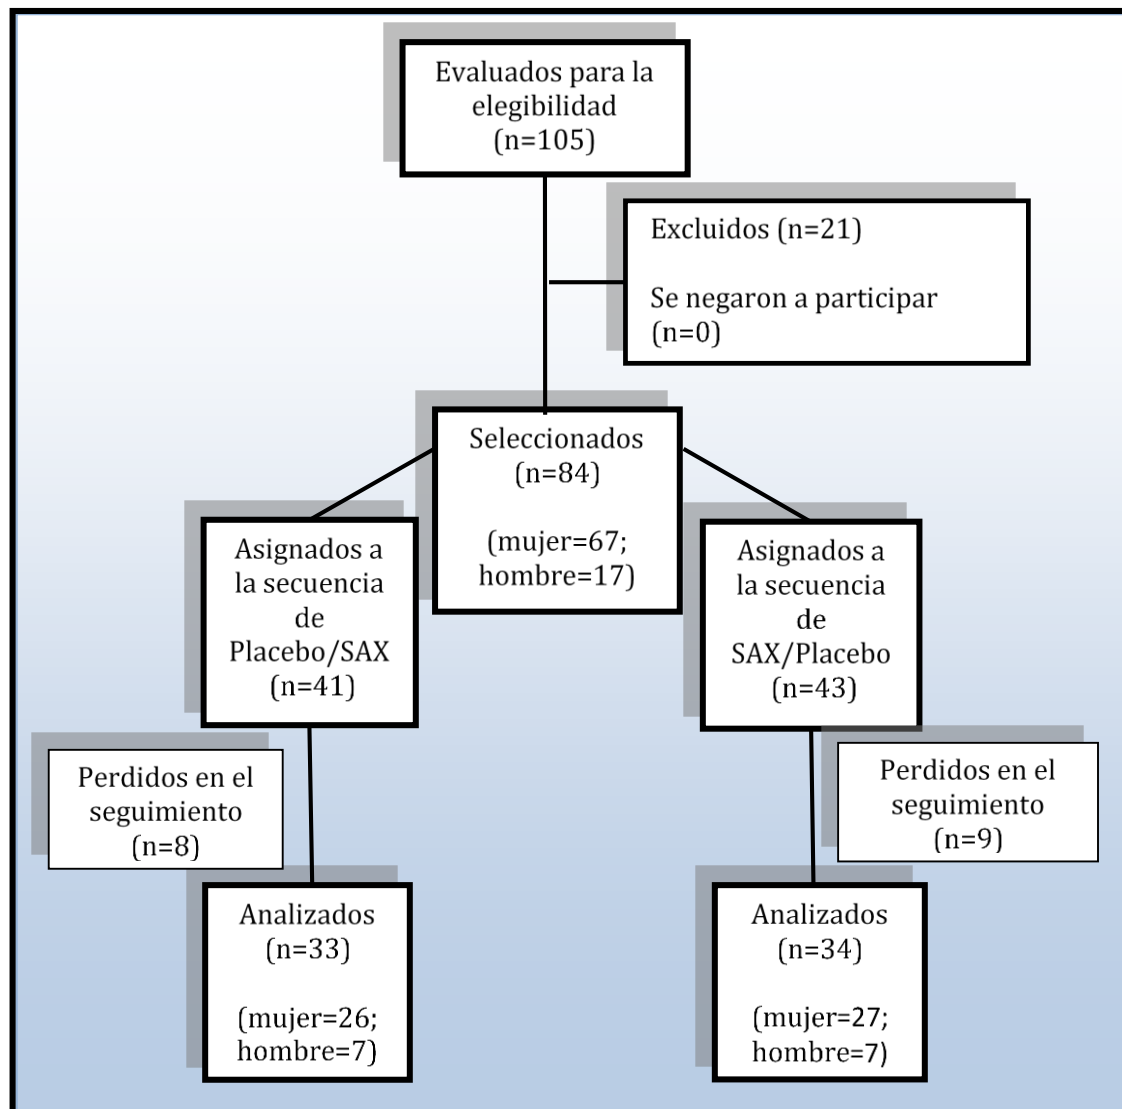 Evaluados para la
elegibilidad
(n=105)
Excluidos (n=21)
Se negaron a participar
(n=0)
Seleccionados
(n=84)
(mujer=67;
hombre=17)
Asignados a
la secuencia
de
Placebo/SAX
(n=41)
Asignados a
la secuencia
de
SAX/Placebo
(n=43)
Perdidos en el
seguimiento
(n=8)
Perdidos en el
seguimiento
(n=9)
Analizados
(n=33)
(mujer=26;
hombre=7)
Analizados
(n=34)
(mujer=27;
hombre=7)